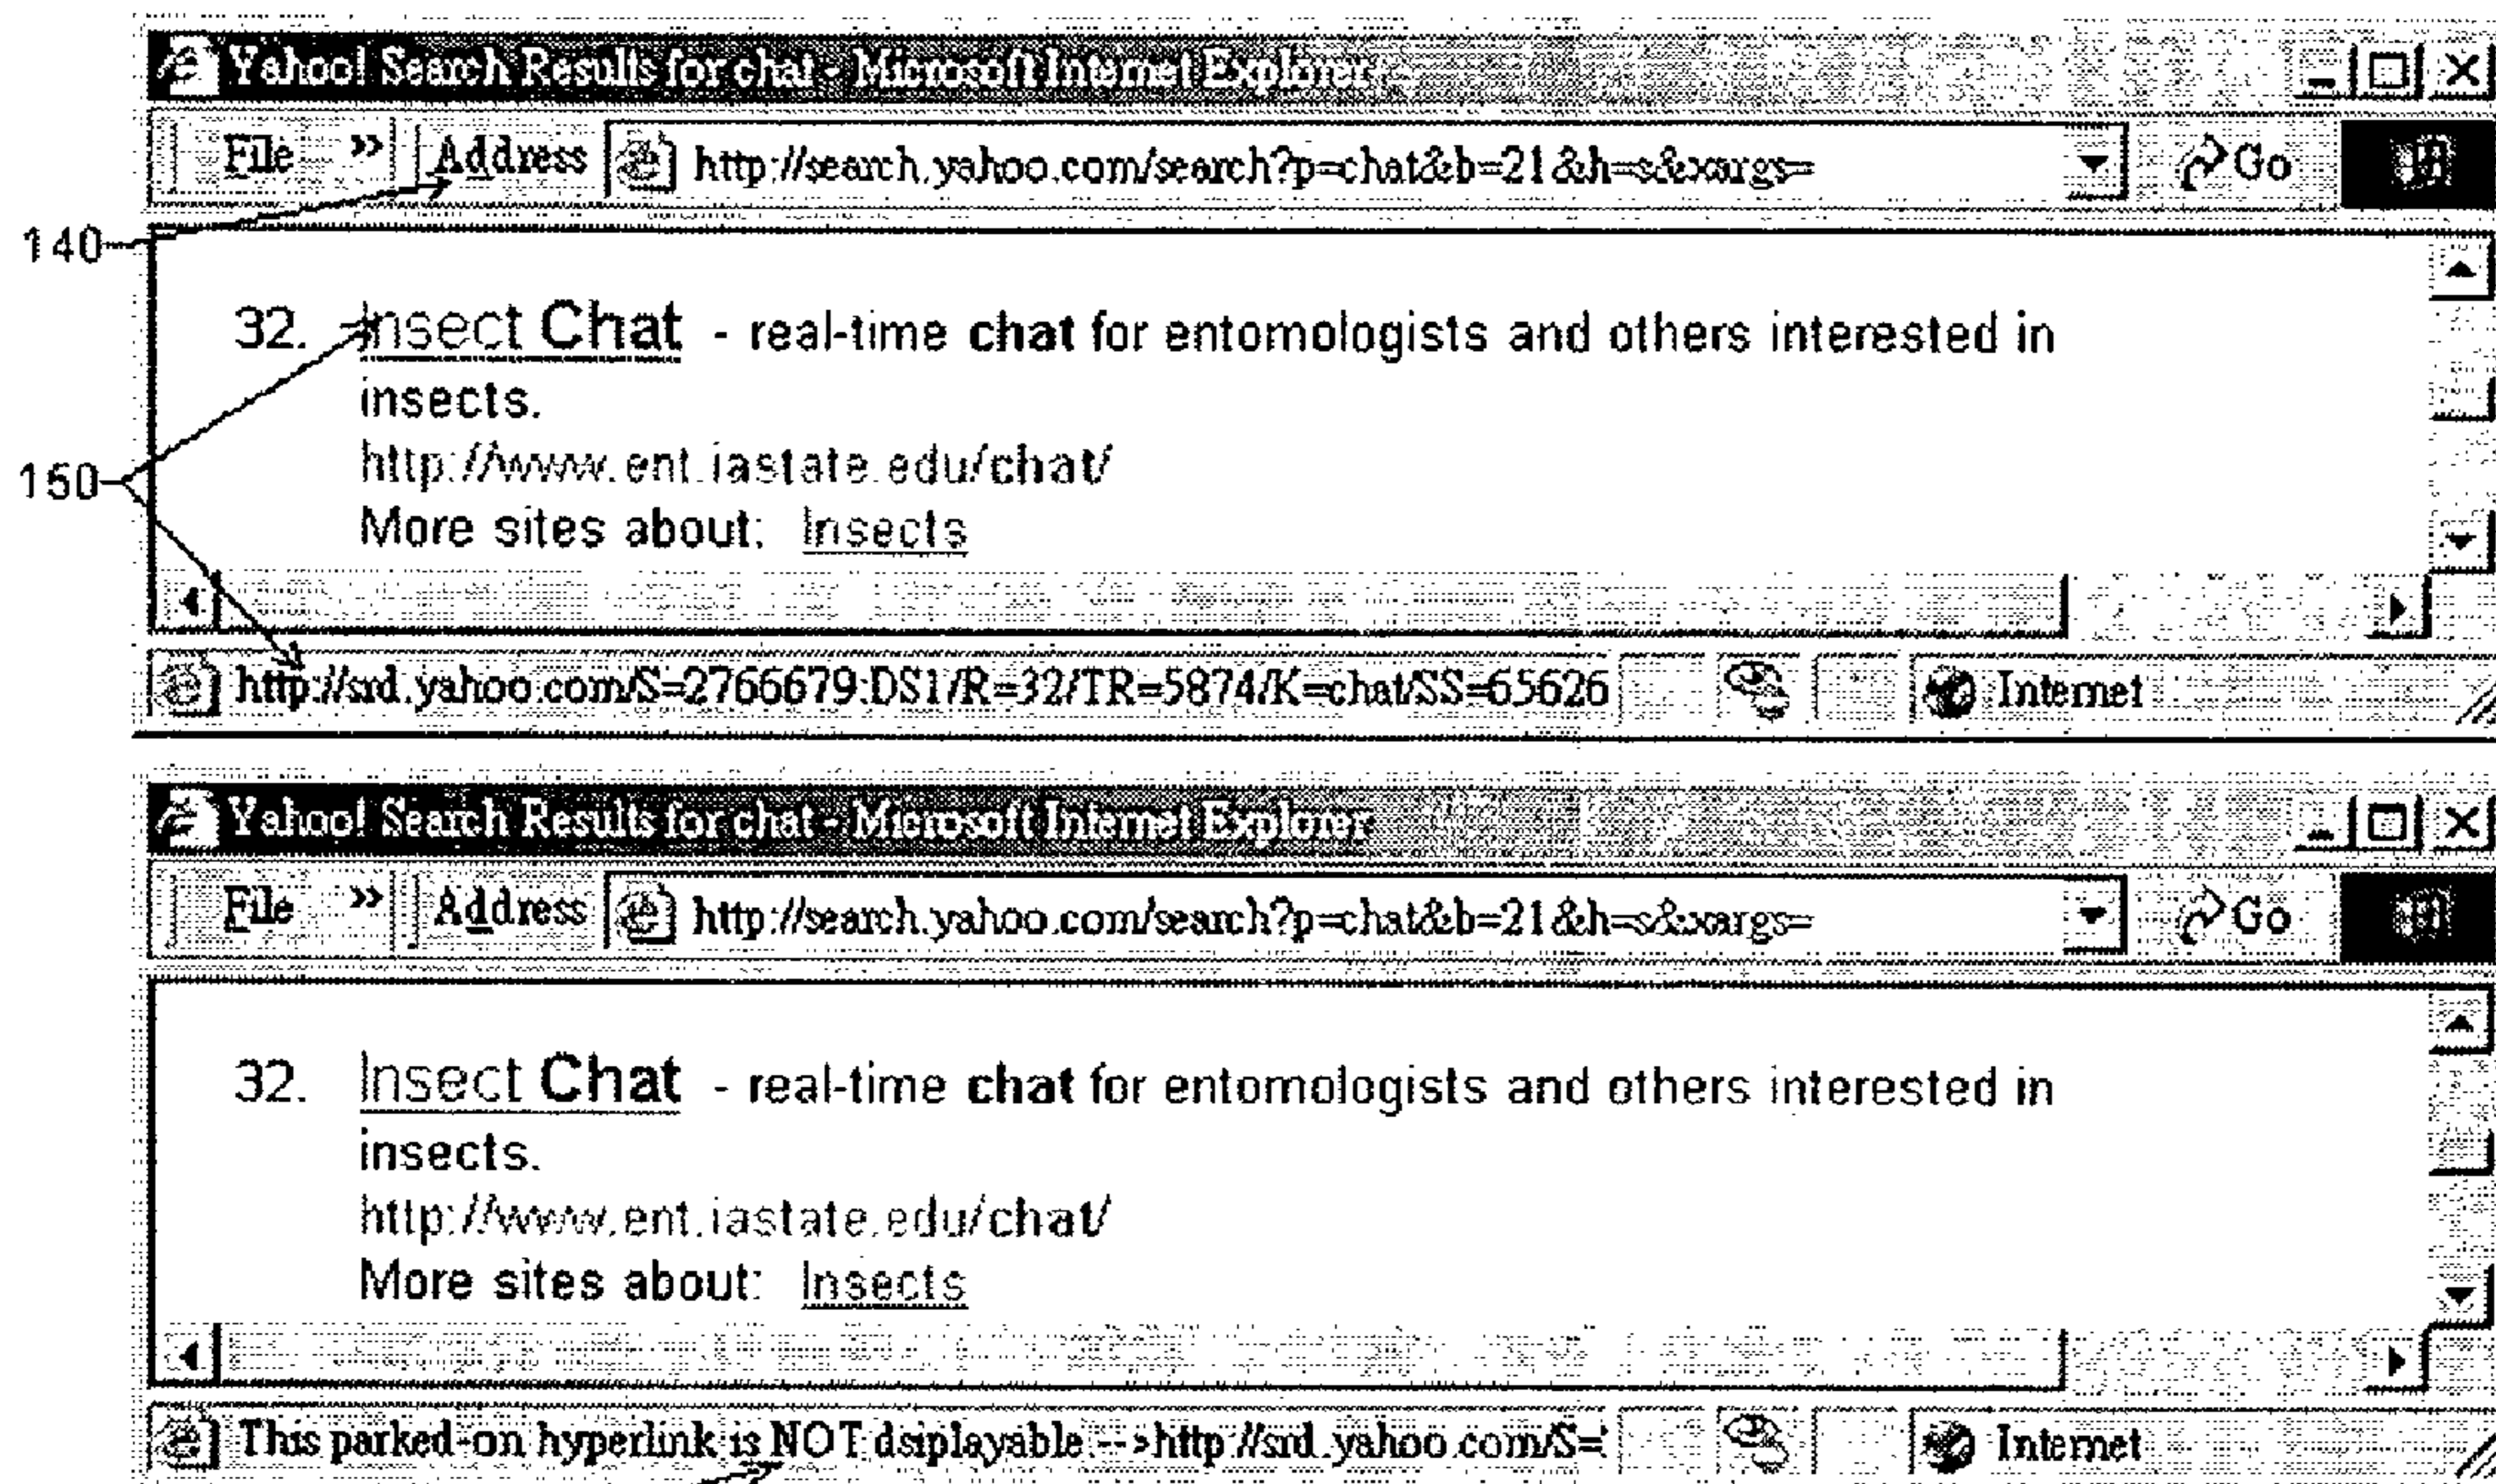 Yahoo! Search Results for chat - Microsoft Internet Explorer
File » Address http://search.yahoo.com/search?p=chat&b=21&h=s&xargs= Go
140
32. Insect Chat - real-time chat for entomologists and others interested in
insects.
http://www.ent.iastate.edu/chat/
150
More sites about: Insects
http://srd.yahoo.com/S=2766679:DS1/R=32/TR=5874/K=chat/SS=65626 Internet
Yahoo! Search Results for chat - Microsoft Internet Explorer
File » Address http://search.yahoo.com/search?p=chat&b=21&h=s&xargs= Go
32. Insect Chat - real-time chat for entomologists and others interested in
insects.
http://www.ent.iastate.edu/chat/
More sites about: Insects
This parked-on hyperlink is NOT dsiplayable -->http://srd.yahoo.com/S= Internet